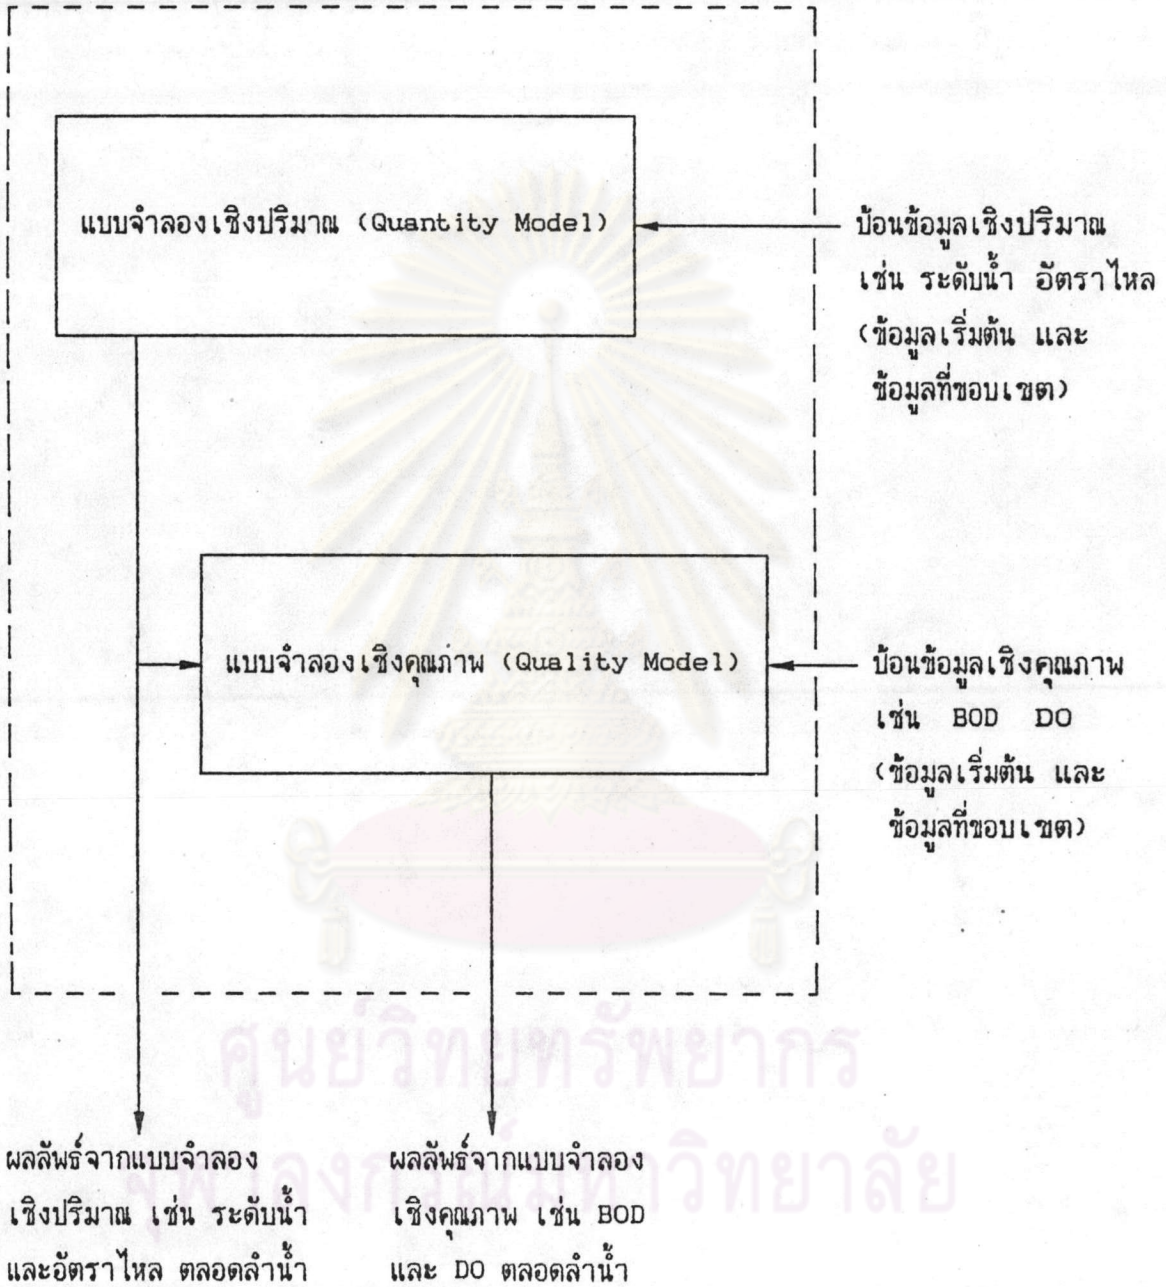 แบบจำลองเชิงปริมาณ (Quantity Model)
ป้อนข้อมูลเชิงปริมาณ
เช่น ระดับน้ำ อัตราไหล
(ข้อมูลเริ่มต้น และ
ข้อมูลที่ขอบเขต)
แบบจำลองเชิงคุณภาพ (Quality Model)
ป้อนข้อมูลเชิงคุณภาพ
เช่น BOD DO
(ข้อมูลเริ่มต้น และ
ข้อมูลที่ขอบเขต)
ศูนย์วิทยทรัพยากร
จุฬาลงกรณ์มหาวิทยาลัย
ผลลัพธ์จากแบบจำลอง
เชิงปริมาณ เช่น ระดับน้ำ
และอัตราไหล ตลอดลำน้ำ
ผลลัพธ์จากแบบจำลอง
เชิงคุณภาพ เช่น BOD
และ DO ตลอดลำน้ำ